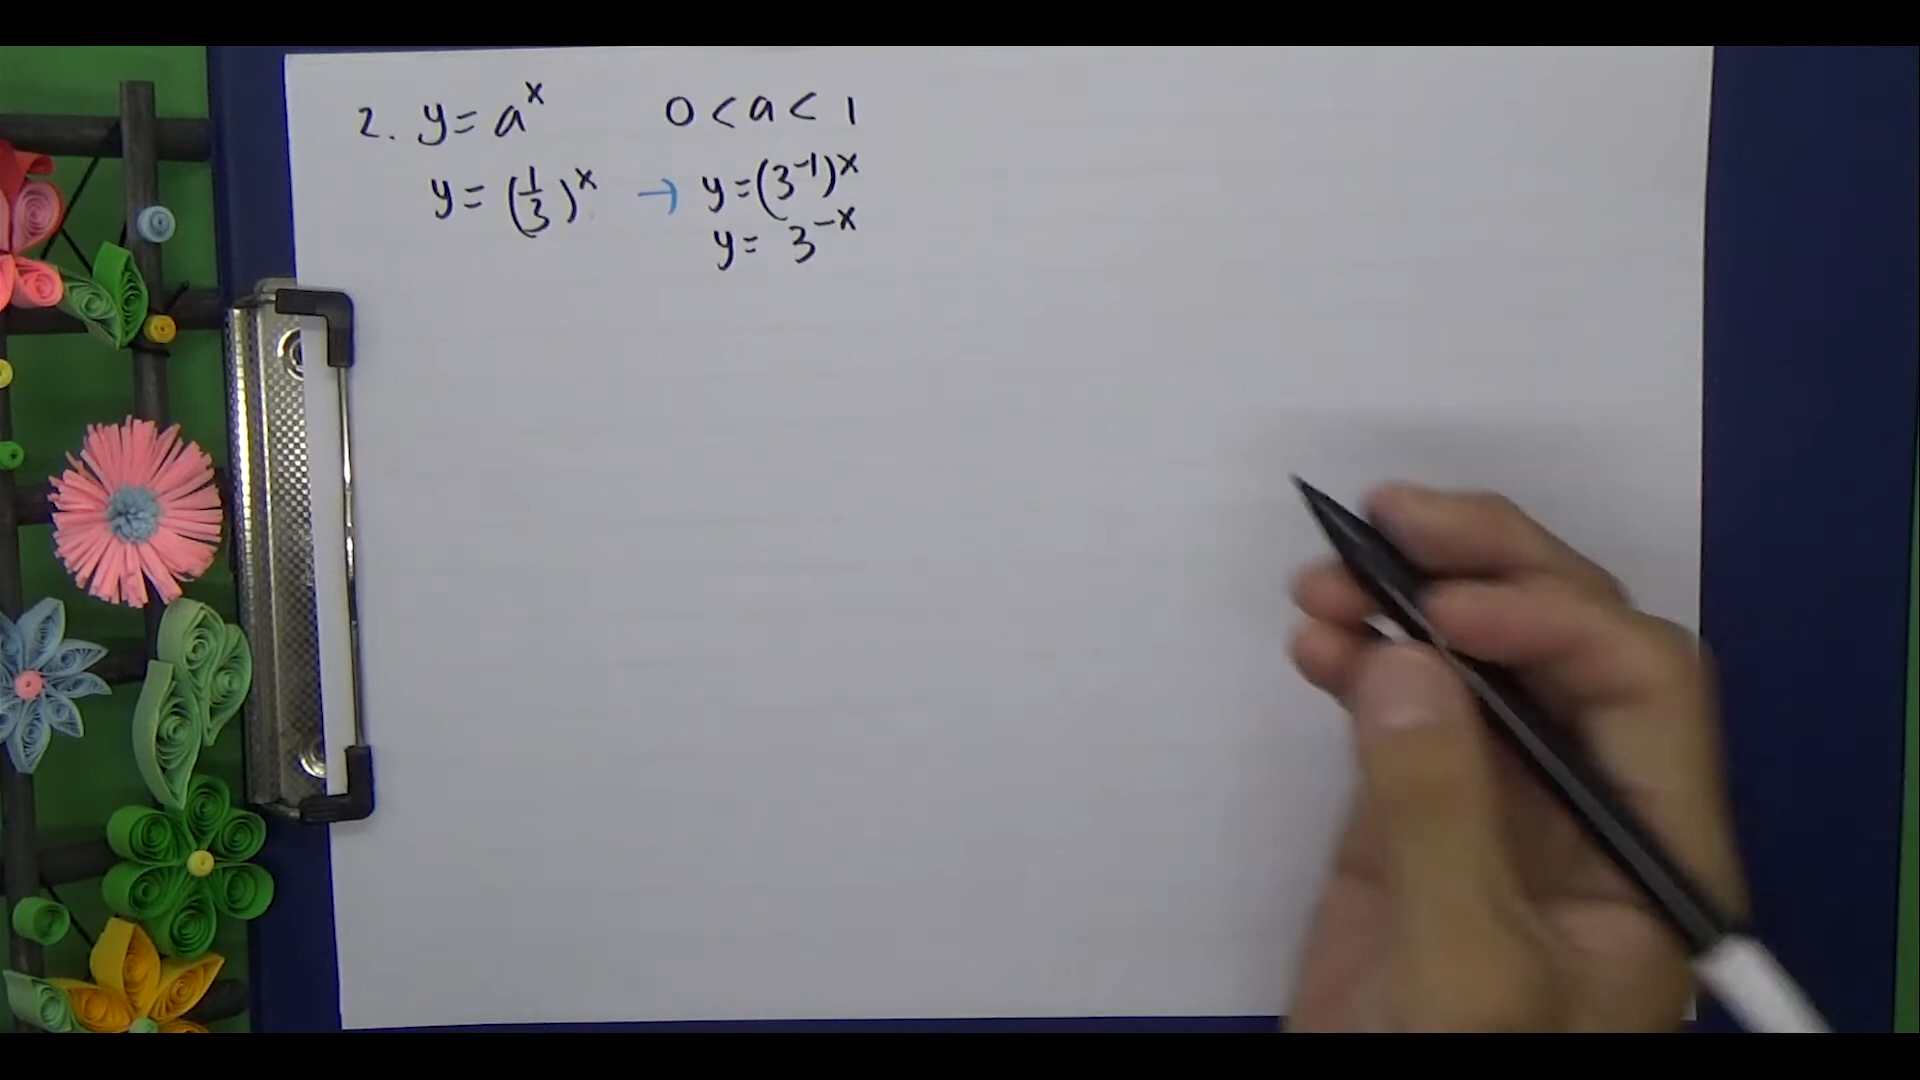 2. y = a^x 0 < a < 1
y = (1/3)^x → y = (3^-1)^x
y = 3^-x